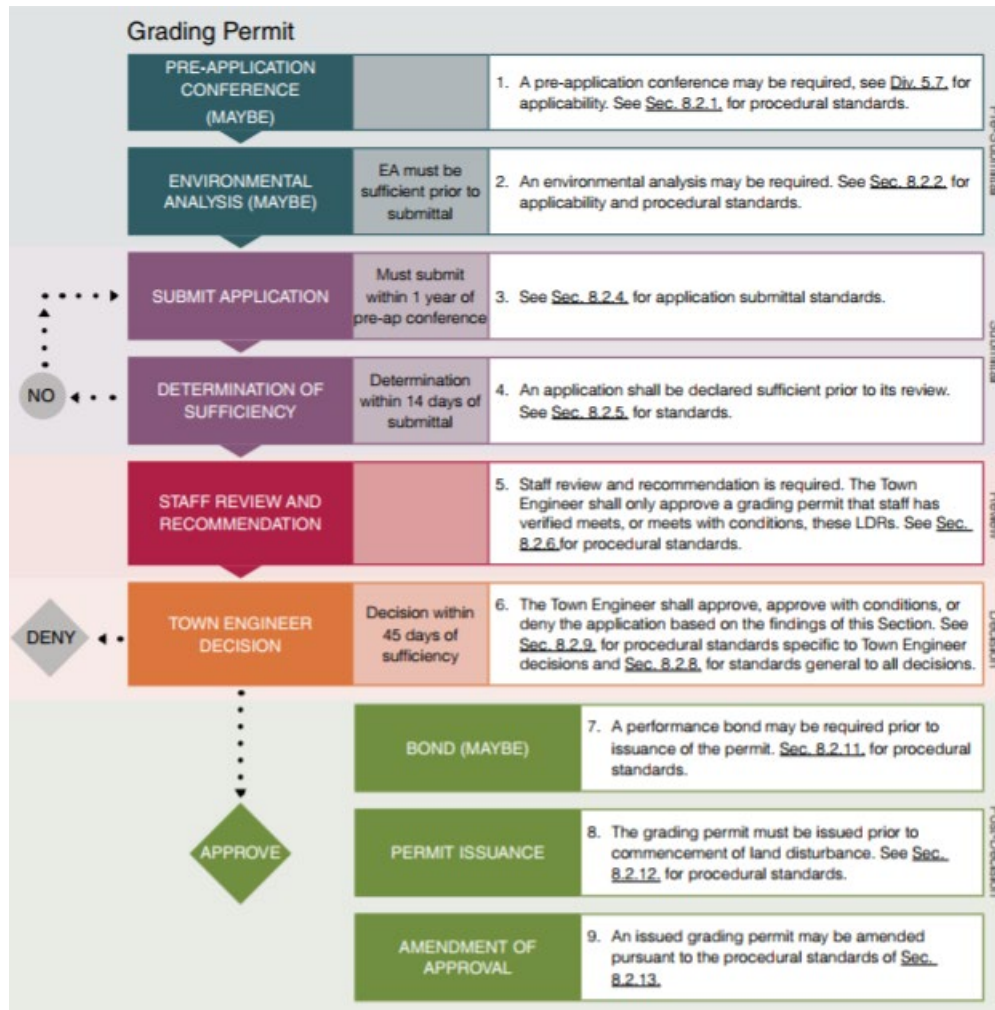 Grading Permit
PRE-APPLICATION
CONFERENCE
(MAYBE)
1. A pre-application conference may be required, see Div. 5.7. for
applicability. See Sec. 8.2.1. for procedural standards.
ENVIRONMENTAL
ANALYSIS (MAYBE)
EA must be
sufficient prior to
submittal
2. An environmental analysis may be required. See Sec. 8.2.2. for
applicability and procedural standards.
SUBMIT APPLICATION
Must submit
within 1 year of
pre-ap conference
3. See Sec. 8.2.4. for application submittal standards.
NO
DETERMINATION OF
SUFFICIENCY
Determination
within 14 days of
submittal
4. An application shall be declared sufficient prior to its review.
See Sec. 8.2.5. for standards.
STAFF REVIEW AND
RECOMMENDATION
5. Staff review and recommendation is required. The Town
Engineer shall only approve a grading permit that staff has
verified meets, or meets with conditions, these LDRs. See Sec.
8.2.6.for procedural standards.
DENY
TOWN ENGINEER
DECISION
Decision within
45 days of
sufficiency
6. The Town Engineer shall approve, approve with conditions, or
deny the application based on the findings of this Section. See
Sec. 8.2.9. for procedural standards specific to Town Engineer
decisions and Sec. 8.2.8. for standards general to all decisions.
BOND (MAYBE)
7. A performance bond may be required prior to
issuance of the permit. Sec. 8.2.11. for procedural
standards.
APPROVE
PERMIT ISSUANCE
8. The grading permit must be issued prior to
commencement of land disturbance. See Sec.
8.2.12. for procedural standards.
AMENDMENT OF
APPROVAL
9. An issued grading permit may be amended
pursuant to the procedural standards of Sec.
8.2.13.